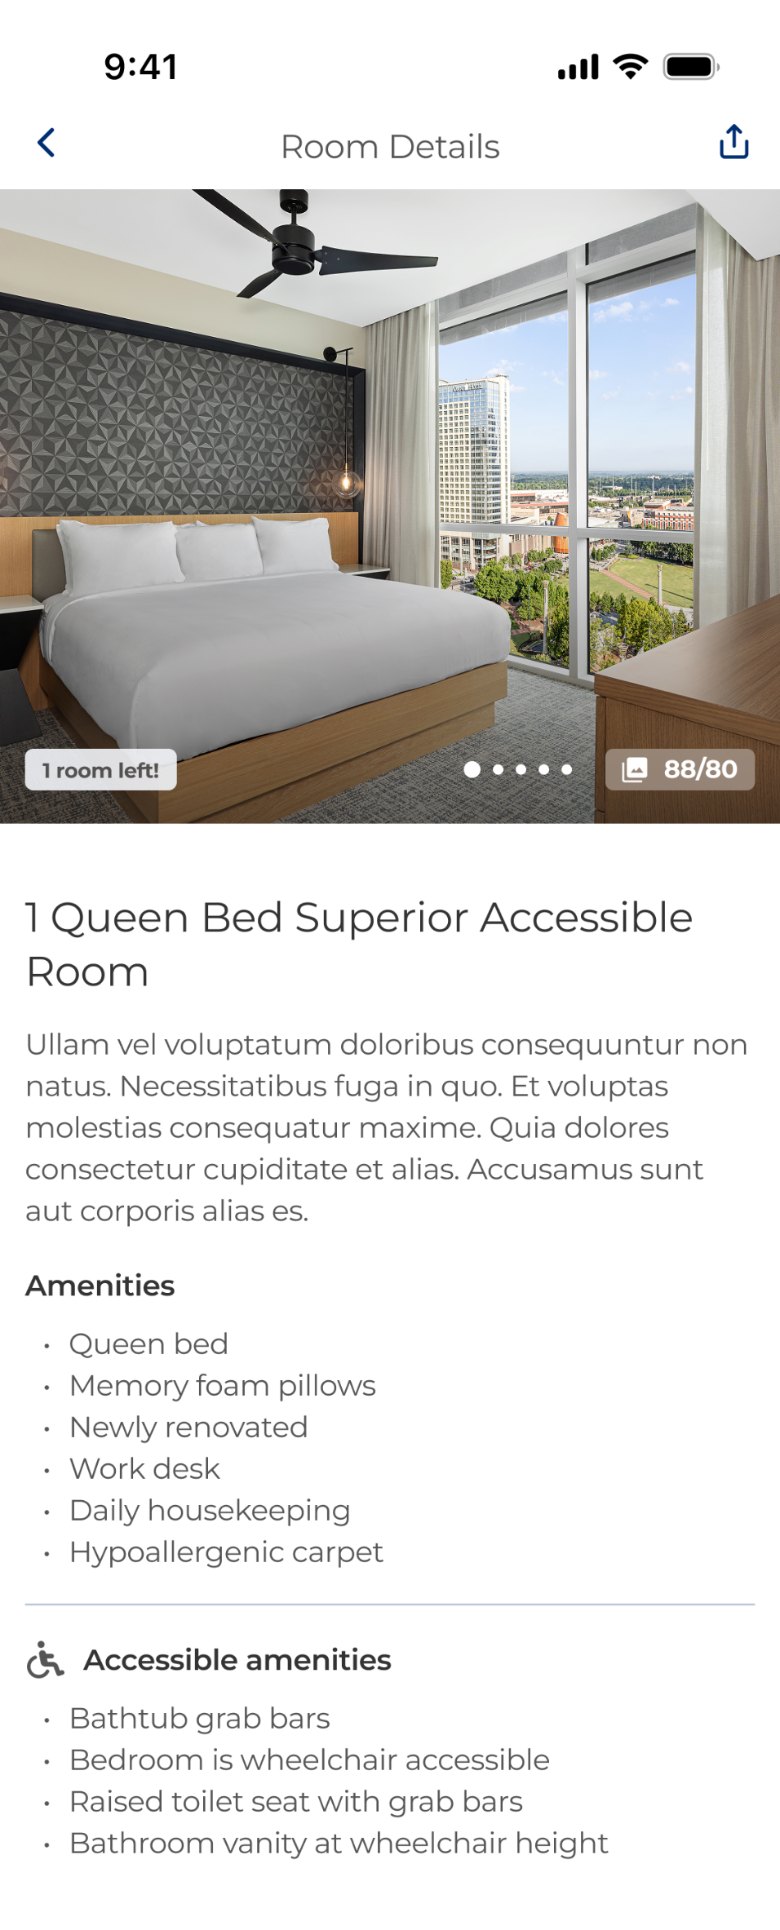 9:41
Room Details
1 room left!
88/80
1 Queen Bed Superior Accessible
Room
Ullam vel voluptatum doloribus consequuntur non
natus. Necessitatibus fuga in quo. Et voluptas
molestias consequatur maxime. Quia dolores
consectetur cupiditate et alias. Accusamus sunt
aut corporis alias es.
Amenities
• Queen bed
• Memory foam pillows
• Newly renovated
• Work desk
• Daily housekeeping
• Hypoallergenic carpet
Accessible amenities
• Bathtub grab bars
• Bedroom is wheelchair accessible
• Raised toilet seat with grab bars
• Bathroom vanity at wheelchair height